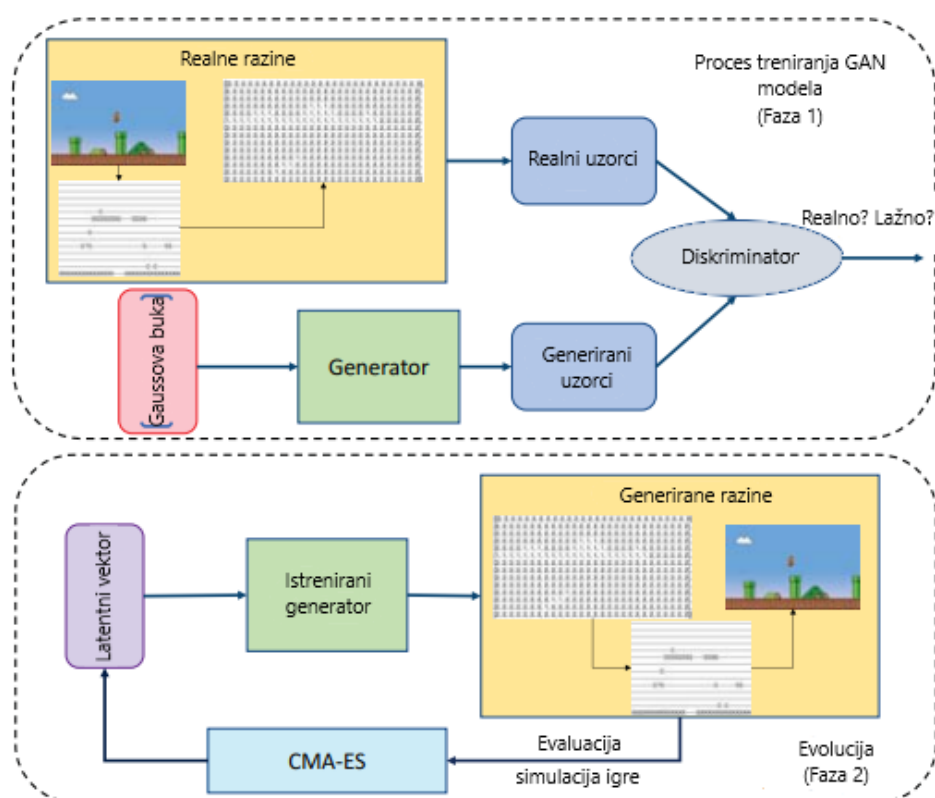 Realne razine
Proces treniranja GAN
modela
(Faza 1)
Realni uzorci
Realno? Lažno?
Diskriminator
Gaussova buka
Generator
Generirani
uzorci
Generirane razine
Latentni vektor
Istrenirani
generator
CMA-ES
Evaluacija
simulacija igre
Evolucija
(Faza 2)